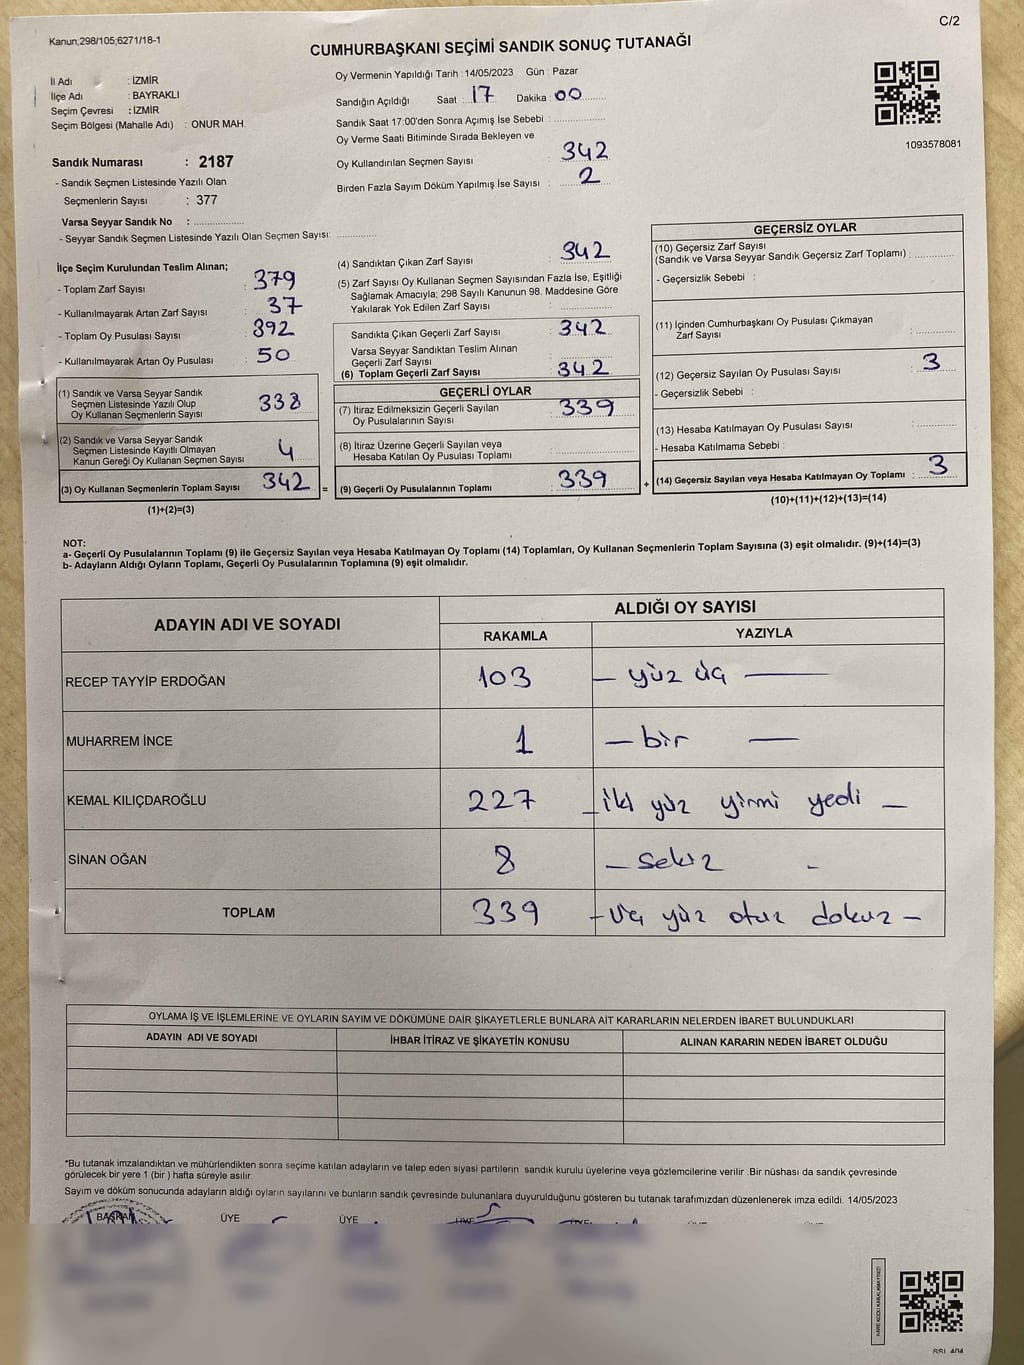 C/2
Kanun;298/105;6271/18-1
CUMHURBAŞKANI SEÇİMİ SANDIK SONUÇ TUTANAĞI
İl Adı : İZMİR
İlçe Adı : BAYRAKLI
Seçim Çevresi : İZMİR
Seçim Bölgesi (Mahalle Adı) : ONUR MAH.
Sandık Numarası : 2187
- Sandık Seçmen Listesinde Yazılı Olan
Seçmenlerin Sayısı : 377
Varsa Seyyar Sandık No : ....................
- Seyyar Sandık Seçmen Listesinde Yazılı Olan Seçmen Sayısı: ...............
Oy Vermenin Yapıldığı Tarih : 14/05/2023 Gün : Pazar
Sandığın Açıldığı Saat : 17 Dakika : 00
Sandık Saat 17:00'den Sonra Açımış İse Sebebi : ....................
Oy Verme Saati Bitiminde Sırada Bekleyen ve
Oy Kullandırılan Seçmen Sayısı : 342
Birden Fazla Sayım Döküm Yapılmış İse Sayısı : 2
1093578081
İlçe Seçim Kurulundan Teslim Alınan;
- Toplam Zarf Sayısı : 379
- Kullanılmayarak Artan Zarf Sayısı : 37
- Toplam Oy Pusulası Sayısı : 392
- Kullanılmayarak Artan Oy Pusulası : 50
(1) Sandık ve Varsa Seyyar Sandık
Seçmen Listesinde Yazılı Olup
Oy Kullanan Seçmenlerin Sayısı : 338
(2) Sandık ve Varsa Seyyar Sandık
Seçmen Listesinde Kayıtlı Olmayan
Kanun Gereği Oy Kullanan Seçmen Sayısı : 4
(3) Oy Kullanan Seçmenlerin Toplam Sayısı : 342
(1)+(2)=(3)
=
(4) Sandıktan Çıkan Zarf Sayısı : 342
(5) Zarf Sayısı Oy Kullanan Seçmen Sayısından Fazla İse, Eşitliği
Sağlamak Amacıyla; 298 Sayılı Kanunun 98. Maddesine Göre
Yakılarak Yok Edilen Zarf Sayısı : ....................
Sandıkta Çıkan Geçerli Zarf Sayısı : 342
Varsa Seyyar Sandıktan Teslim Alınan
Geçerli Zarf Sayısı : ....................
(6) Toplam Geçerli Zarf Sayısı : 342
GEÇERLİ OYLAR
(7) İtiraz Edilmeksizin Geçerli Sayılan
Oy Pusulalarının Sayısı : 339
(8) İtiraz Üzerine Geçerli Sayılan veya
Hesaba Katılan Oy Pusulası Toplamı : ....................
(9) Geçerli Oy Pusulalarının Toplamı : 339
+
GEÇERSİZ OYLAR
(10) Geçersiz Zarf Sayısı
(Sandık ve Varsa Seyyar Sandık Geçersiz Zarf Toplamı) : ...............
- Geçersizlik Sebebi :
(11) İçinden Cumhurbaşkanı Oy Pusulası Çıkmayan
Zarf Sayısı : ...............
(12) Geçersiz Sayılan Oy Pusulası Sayısı : 3
- Geçersizlik Sebebi :
(13) Hesaba Katılmayan Oy Pusulası Sayısı : ...............
- Hesaba Katılmama Sebebi :
(14) Geçersiz Sayılan veya Hesaba Katılmayan Oy Toplamı : 3
(10)+(11)+(12)+(13)=(14)
NOT:
a- Geçerli Oy Pusulalarının Toplamı (9) ile Geçersiz Sayılan veya Hesaba Katılmayan Oy Toplamı (14) Toplamları, Oy Kullanan Seçmenlerin Toplam Sayısına (3) eşit olmalıdır. (9)+(14)=(3)
b- Adayların Aldığı Oyların Toplamı, Geçerli Oy Pusulalarının Toplamına (9) eşit olmalıdır.
ADAYIN ADI VE SOYADI ALDIĞI OY SAYISI
RAKAMLA YAZIYLA
RECEP TAYYİP ERDOĞAN 103 — yüz üç —
MUHARREM İNCE 1 — bir —
KEMAL KILIÇDAROĞLU 227 — iki yüz yirmi yedi —
SİNAN OĞAN 8 — sekiz -
TOPLAM 339 — üç yüz otuz dokuz —
OYLAMA İŞ VE İŞLEMLERİNE VE OYLARIN SAYIM VE DÖKÜMÜNE DAİR ŞİKAYETLERLE BUNLARA AİT KARARLARIN NELERDEN İBARET BULUNDUKLARI
ADAYIN ADI VE SOYADI İHBAR İTİRAZ VE ŞİKAYETİN KONUSU ALINAN KARARIN NEDEN İBARET OLDUĞU
*Bu tutanak imzalandıktan ve mühürlendikten sonra seçime katılan adayların ve talep eden siyasi partilerin sandık kurulu üyelerine veya gözlemcilerine verilir .Bir nüshası da sandık çevresinde
görülecek bir yere 1 (bir ) hafta süreyle asılır.
Sayım ve döküm sonucunda adayların aldığı oyların sayılarını ve bunların sandık çevresinde bulunanlara duyurulduğunu gösteren bu tutanak tarafımızdan düzenlenerek imza edildi. 14/05/2023
BAŞKAN ÜYE ÜYE ÜYE ÜYE